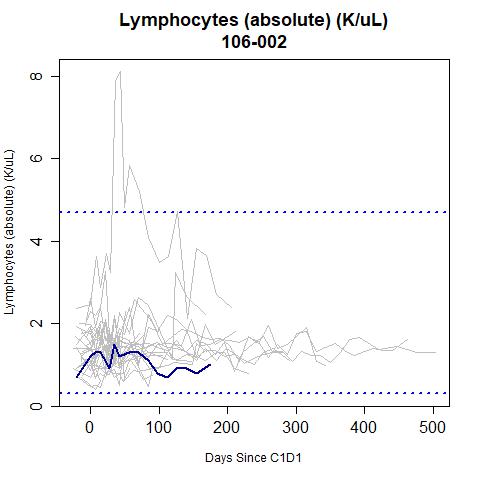 Lymphocytes (absolute) (K/uL)
106-002
Lymphocytes (absolute) (K/uL)
8
6
4
2
0
0 100 200 300 400 500
Days Since C1D1